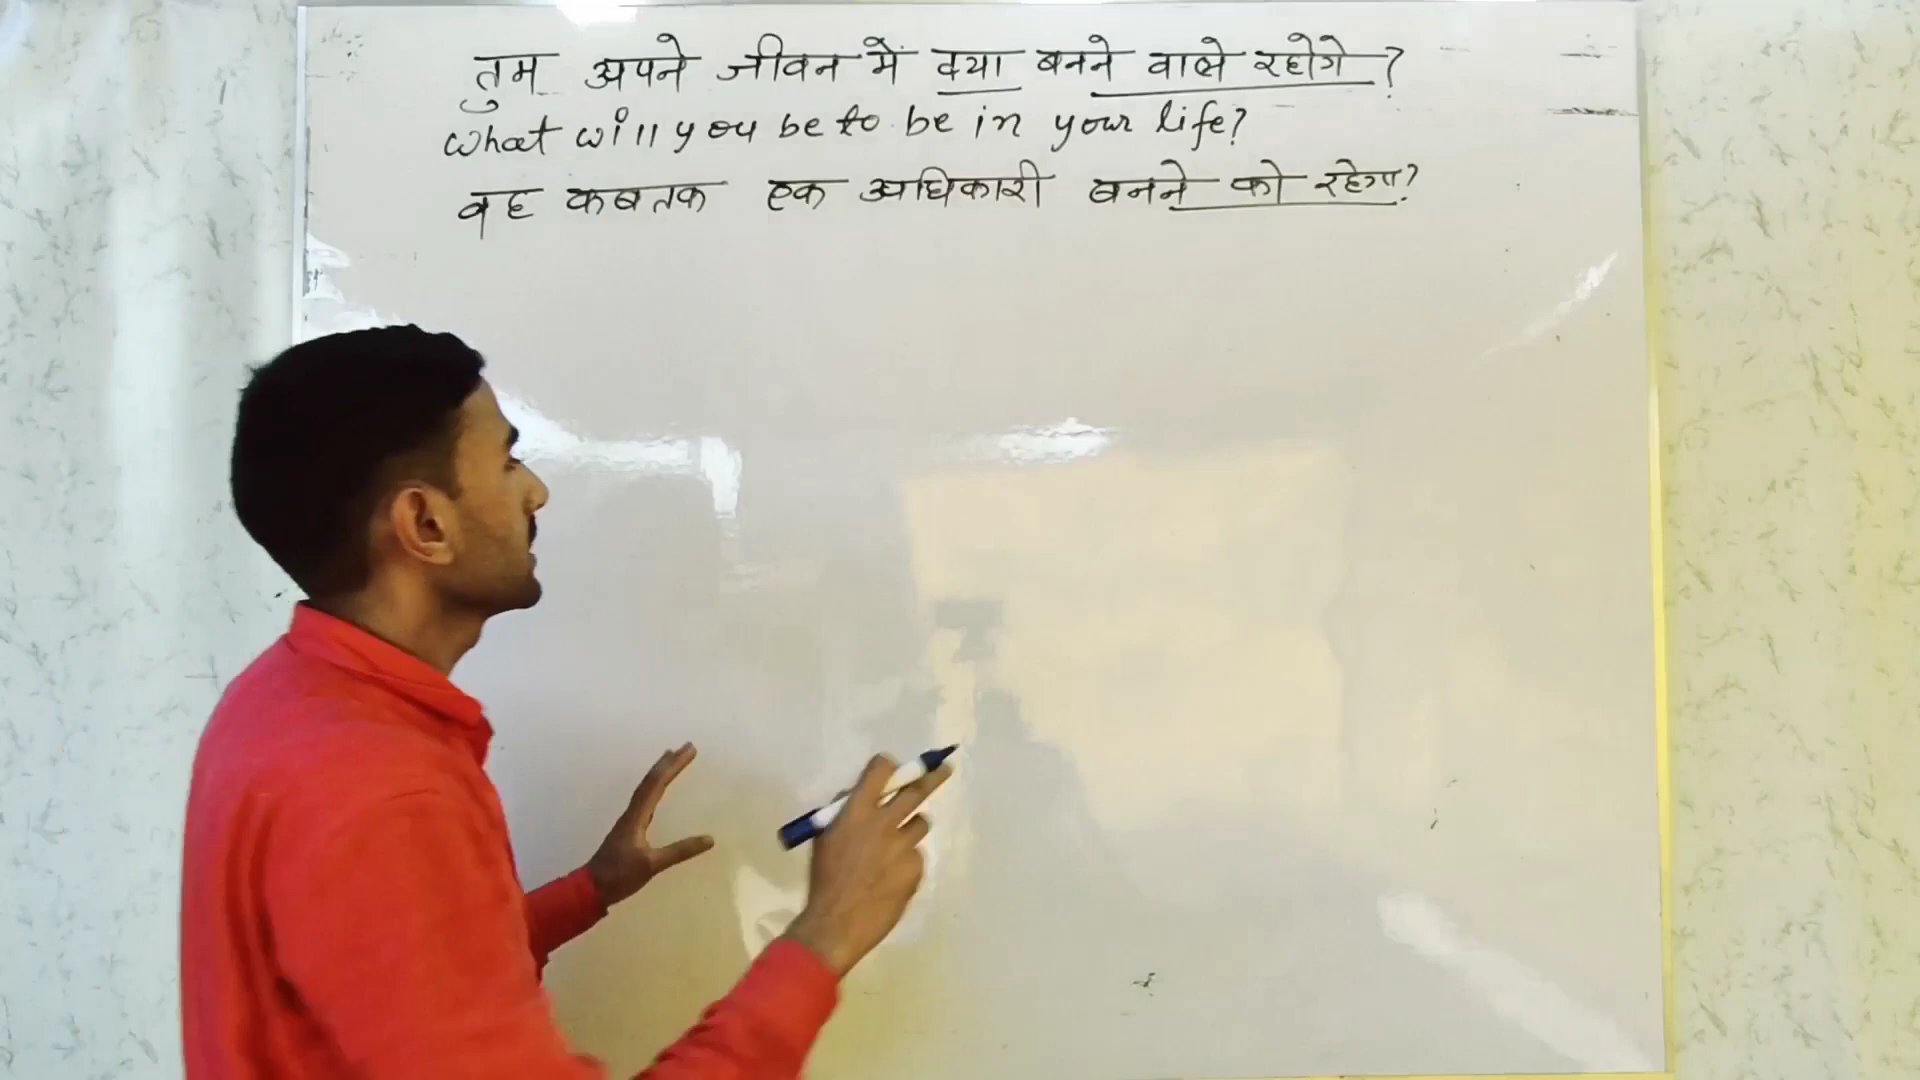 तुम अपने जीवन में क्या बनने वाले रहोगे?
What will you be to be in your life?
वह कबतक एक अधिकारी बनने को रहेगा?